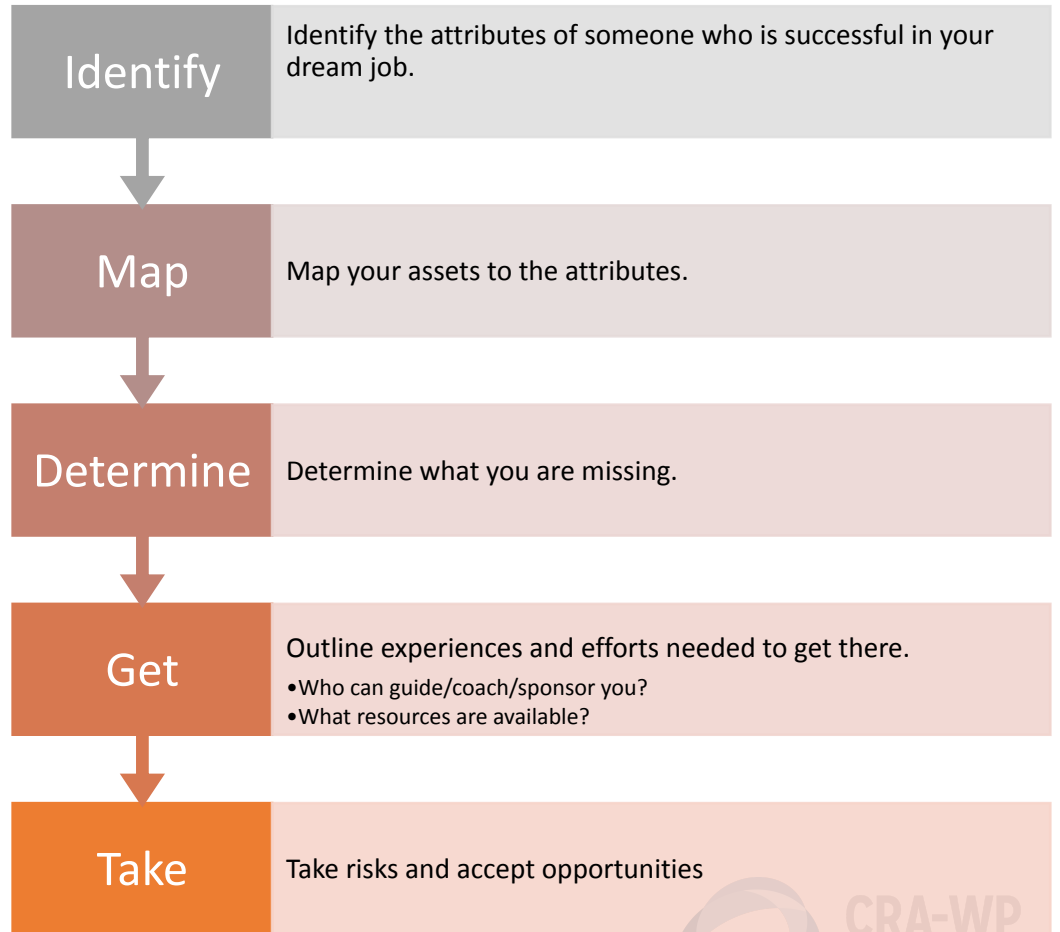 Identify
Identify the attributes of someone who is successful in your
dream job.
Map
Map your assets to the attributes.
Determine
Determine what you are missing.
Get
Outline experiences and efforts needed to get there.
•Who can guide/coach/sponsor you?
•What resources are available?
Take
Take risks and accept opportunities
CRA-WP